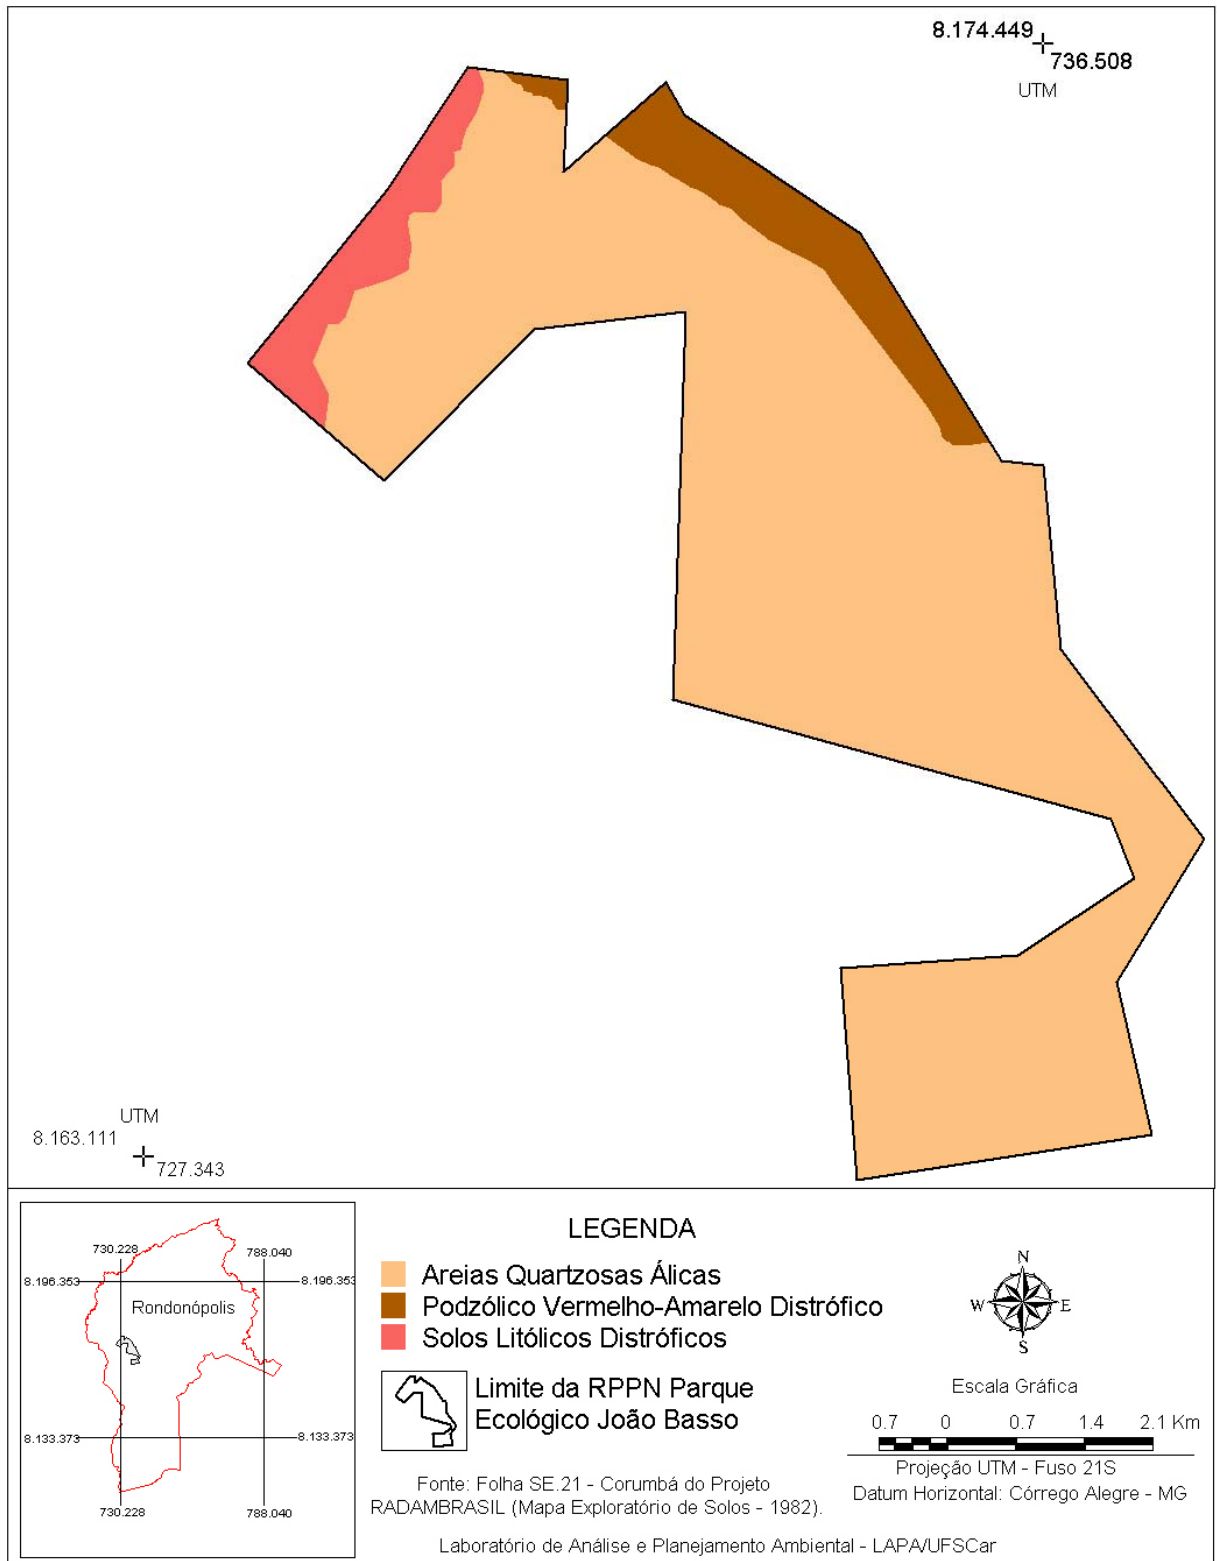 8.174.449
736.508
UTM
UTM
8.163.111
727.343
730.228
788.040
8.196.353
8.196.353
Rondonópolis
8.133.373
8.133.373
730.228
788.040
LEGENDA
Areias Quartzosas Álicas
Podzólico Vermelho-Amarelo Distrófico
Solos Litólicos Distróficos
Limite da RPPN Parque
Ecológico João Basso
N
W
E
S
Escala Gráfica
0.7 0 0.7 1.4 2.1 Km
Projeção UTM - Fuso 21S
Datum Horizontal: Córrego Alegre - MG
Fonte: Folha SE.21 - Corumbá do Projeto
RADAMBRASIL (Mapa Exploratório de Solos - 1982).
Laboratório de Análise e Planejamento Ambiental - LAPA/UFSCar